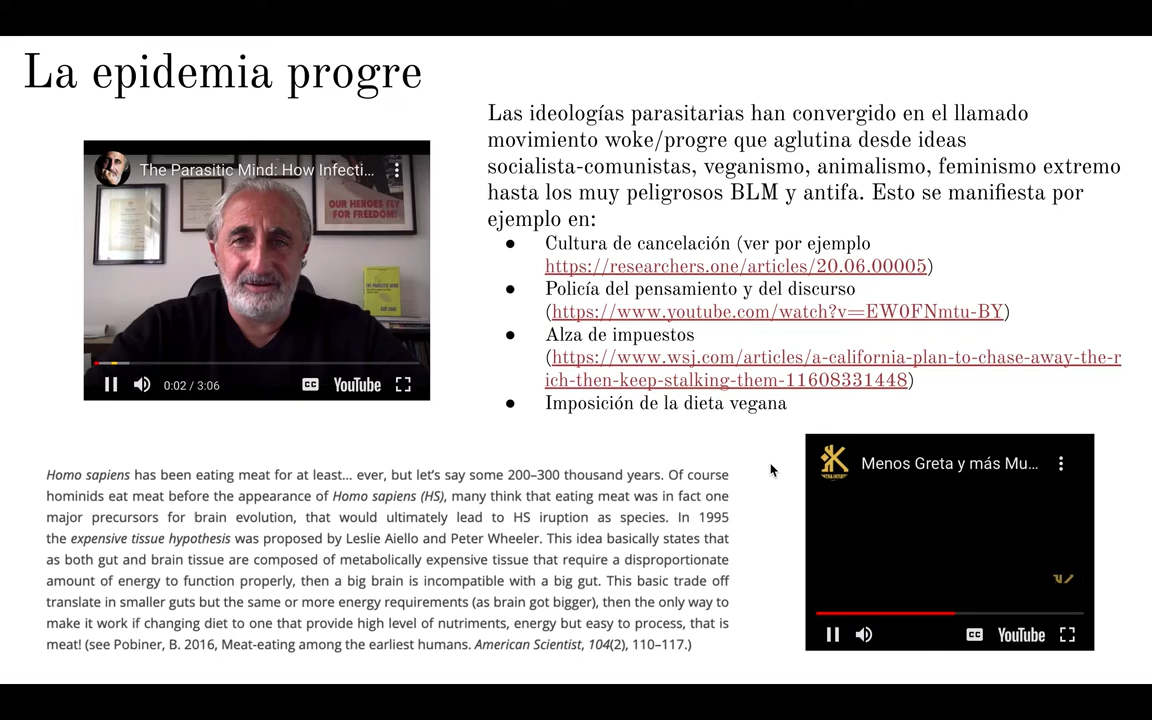 La epidemia progre
Las ideologías parasitarias han convergido en el llamado
movimiento woke/progre que aglutina desde ideas
socialista-comunistas, veganismo, animalismo, feminismo extremo
hasta los muy peligrosos BLM y antifa. Esto se manifiesta por
ejemplo en:
● Cultura de cancelación (ver por ejemplo
https://researchers.one/articles/20.06.00005)
● Policía del pensamiento y del discurso
(https://www.youtube.com/watch?v=EW0FNmtu-BY)
● Alza de impuestos
(https://www.wsj.com/articles/a-california-plan-to-chase-away-the-r
ich-then-keep-stalking-them-11608331448)
● Imposición de la dieta vegana
The Parasitic Mind: How Infecti...
OUR HEROES FLY
FOR FREEDOM!
0:02 / 3:06
CC
YouTube
Homo sapiens has been eating meat for at least... ever, but let's say some 200–300 thousand years. Of course
hominids eat meat before the appearance of Homo sapiens (HS), many think that eating meat was in fact one
major precursors for brain evolution, that would ultimately lead to HS iruption as species. In 1995
the expensive tissue hypothesis was proposed by Leslie Aiello and Peter Wheeler. This idea basically states that
as both gut and brain tissue are composed of metabolically expensive tissue that require a disproportionate
amount of energy to function properly, then a big brain is incompatible with a big gut. This basic trade off
translate in smaller guts but the same or more energy requirements (as brain got bigger), then the only way to
make it work if changing diet to one that provide high level of nutriments, energy but easy to process, that is
meat! (see Pobiner, B. 2016, Meat-eating among the earliest humans. American Scientist, 104(2), 110–117.)
Menos Greta y más Mu...
CC
YouTube